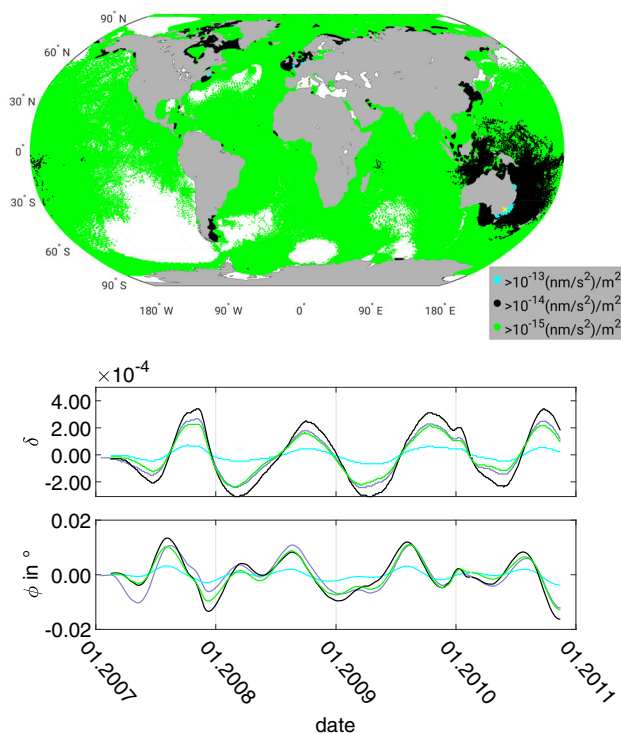 90° N
60° N
30° N
0°
30° S
60° S
90° S
180° W 90° W 0° 90° E 180° E
>10⁻¹³(nm/s²)/m²
>10⁻¹⁴(nm/s²)/m²
>10⁻¹⁵(nm/s²)/m²
×10⁻⁴
4.00
2.00
δ
0.00
-2.00
0.02
ϕ in °
0.00
-0.02
01.2007 01.2008 01.2009 01.2010 01.2011
date